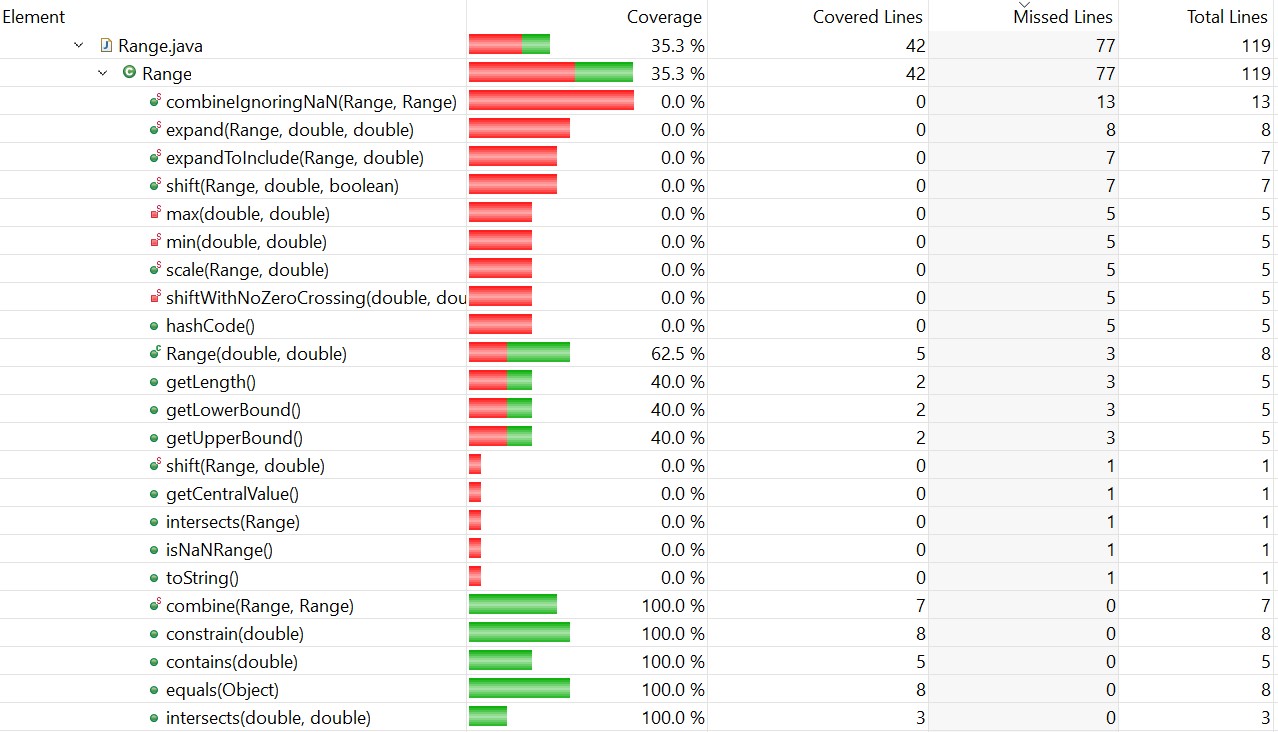 Element Coverage Covered Lines Missed Lines Total Lines
Range.java 35.3 % 42 77 119
Range 35.3 % 42 77 119
combineIgnoringNaN(Range, Range) 0.0 % 0 13 13
expand(Range, double, double) 0.0 % 0 8 8
expandToInclude(Range, double) 0.0 % 0 7 7
shift(Range, double, boolean) 0.0 % 0 7 7
max(double, double) 0.0 % 0 5 5
min(double, double) 0.0 % 0 5 5
scale(Range, double) 0.0 % 0 5 5
shiftWithNoZeroCrossing(double, dou 0.0 % 0 5 5
hashCode() 0.0 % 0 5 5
Range(double, double) 62.5 % 5 3 8
getLength() 40.0 % 2 3 5
getLowerBound() 40.0 % 2 3 5
getUpperBound() 40.0 % 2 3 5
shift(Range, double) 0.0 % 0 1 1
getCentralValue() 0.0 % 0 1 1
intersects(Range) 0.0 % 0 1 1
isNaNRange() 0.0 % 0 1 1
toString() 0.0 % 0 1 1
combine(Range, Range) 100.0 % 7 0 7
constrain(double) 100.0 % 8 0 8
contains(double) 100.0 % 5 0 5
equals(Object) 100.0 % 8 0 8
intersects(double, double) 100.0 % 3 0 3